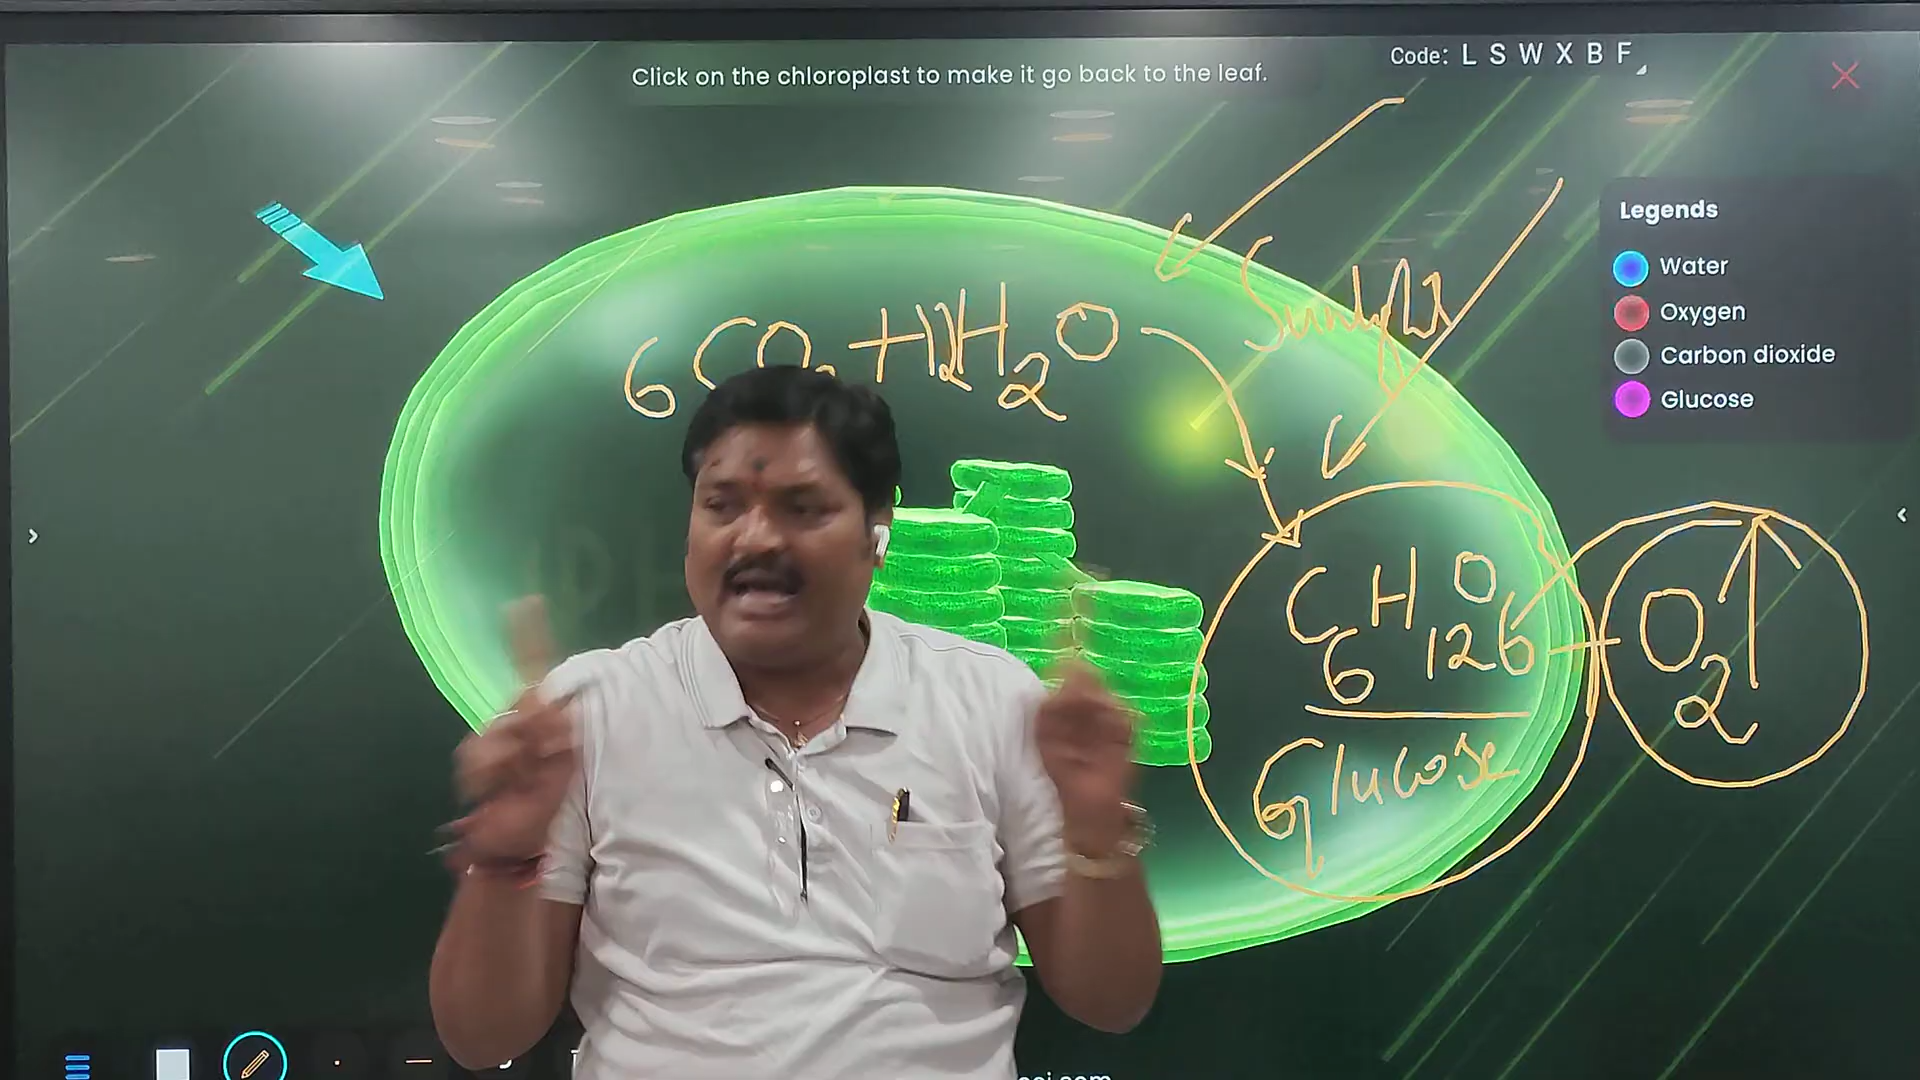 Code: L S W X B F
Click on the chloroplast to make it go back to the leaf.
Legends
Water
Oxygen
Carbon dioxide
Glucose
6CO2 + 12H2O
Sunlight
C6H12O6
O2
Glucose